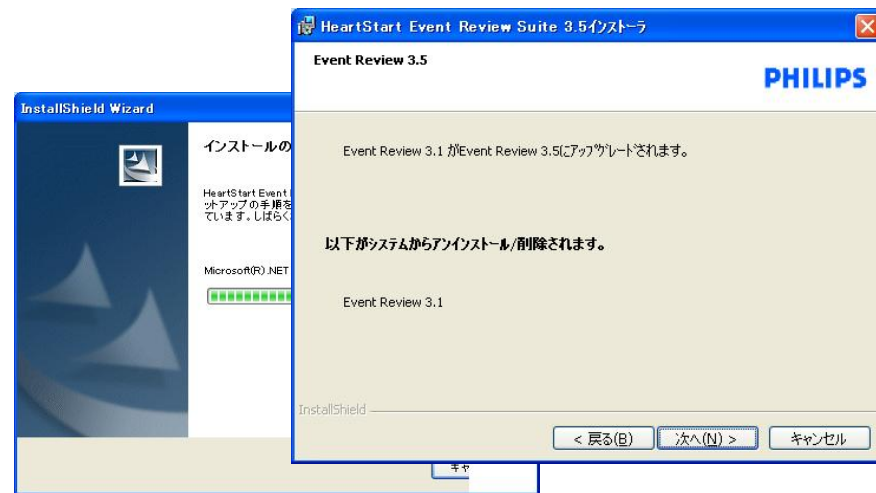 HeartStart Event Review Suite 3.5インストーラ
Event Review 3.5
PHILIPS
Event Review 3.1 がEvent Review 3.5にアップグレードされます。
以下がシステムからアンインストール/削除されます。
Event Review 3.1
InstallShield
< 戻る(B)
次へ(N) >
キャンセル
InstallShield Wizard
インストールの
HeartStart Event
ットアップの手順を
ています。しばらく
Microsoft(R) .NET
キャ